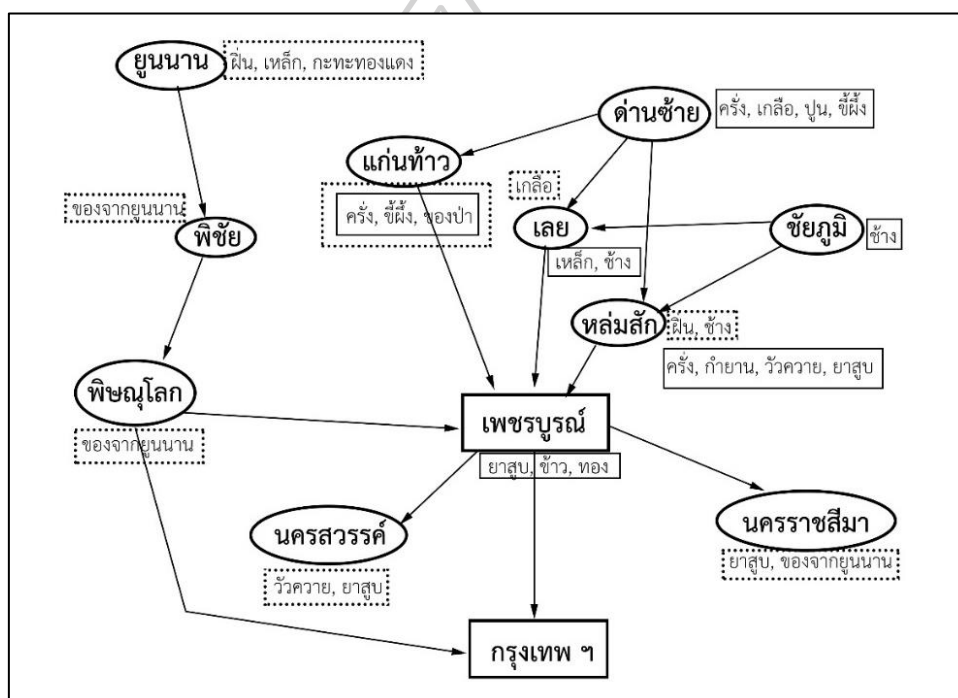 ยูนนาน
ฝิ่น, เหล็ก, กะทะทองแดง
ด่านซ้าย
ครั่ง, เกลือ, ปูน, ขี้ผึ้ง
แก่นท้าว
ครั่ง, ขี้ผึ้ง, ของป่า
เกลือ
เลย
เหล็ก, ช้าง
ชัยภูมิ
ช้าง
ของจากยูนนาน
พิชัย
หล่มสัก
ฝิ่น, ช้าง
ครั่ง, กำยาน, วัวควาย, ยาสูบ
พิษณุโลก
ของจากยูนนาน
เพชรบูรณ์
ยาสูบ, ข้าว, ทอง
นครสวรรค์
วัวควาย, ยาสูบ
นครราชสีมา
ยาสูบ, ของจากยูนนาน
กรุงเทพ ฯ